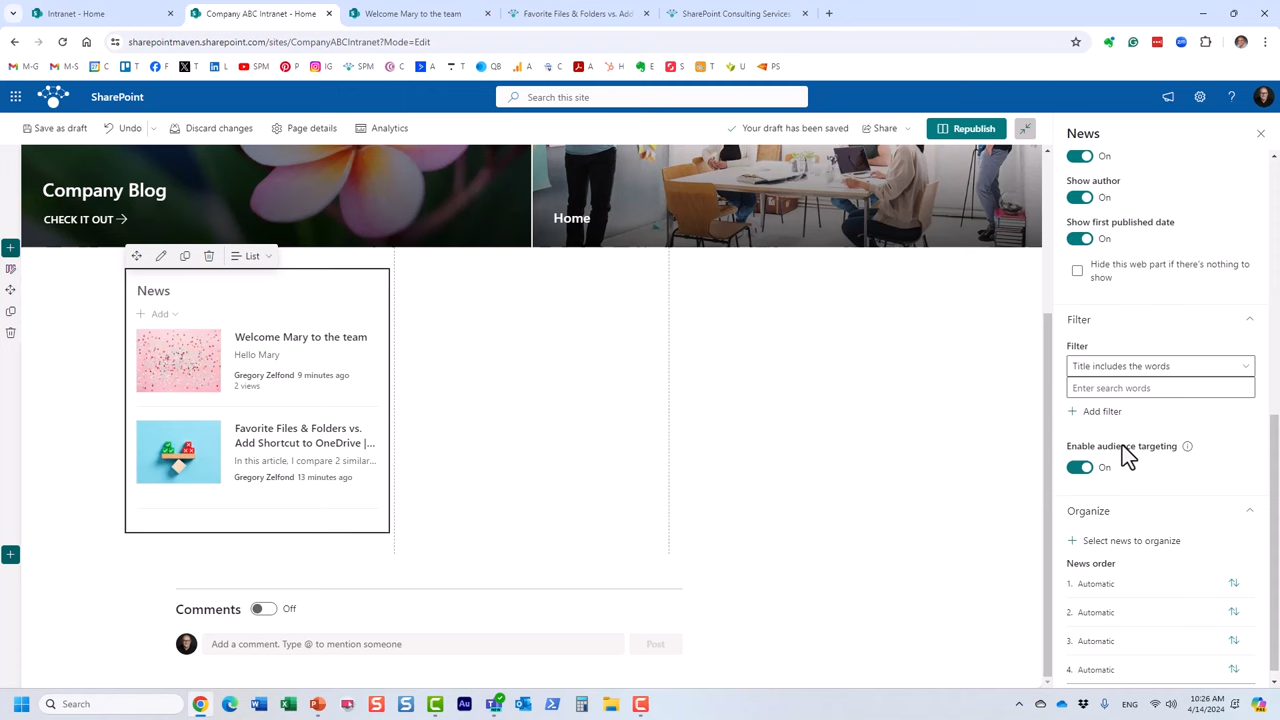 Intranet - Home
Company ABC Intranet - Home
Welcome Mary to the team
Favorite Files & Folders vs. Ad
SharePoint Consulting Services
sharepointmaven.sharepoint.com/sites/CompanyABCIntranet?Mode=Edit
M-G M-S C T F T LinkedIn L SPM P IG SPM C A T QB A C A H E S T U PS
SharePoint
Search this site
Save as draft
Undo
Discard changes
Page details
Analytics
Your draft has been saved
Share
Republish
Company Blog
CHECK IT OUT
Home
List
News
Add
Welcome Mary to the team
Hello Mary
Gregory Zelfond 9 minutes ago
2 views
Favorite Files & Folders vs.
Add Shortcut to OneDrive |...
In this article, I compare 2 similar...
Gregory Zelfond 13 minutes ago
Comments
Off
Add a comment. Type @ to mention someone
Post
News
On
Show author
On
Show first published date
On
Hide this web part if there's nothing to
show
Filter
Filter
Title includes the words
Enter search words
Add filter
Enable audience targeting
On
Organize
Select news to organize
News order
1. Automatic
2. Automatic
3. Automatic
4. Automatic
Search
ENG
10:26 AM
4/14/2024